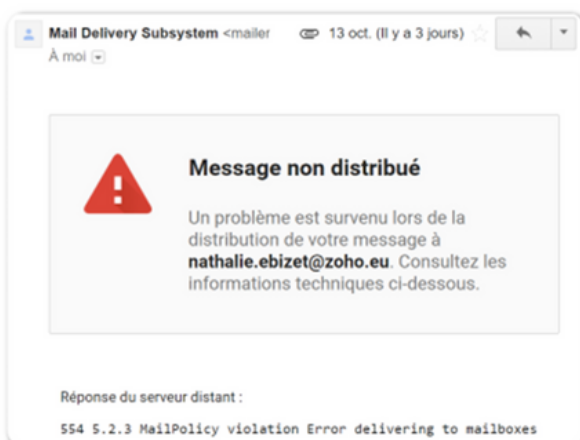 Mail Delivery Subsystem <mailer 13 oct. (Il y a 3 jours)
À moi
Message non distribué
Un problème est survenu lors de la
distribution de votre message à
nathalie.ebizet@zoho.eu. Consultez les
informations techniques ci-dessous.
Réponse du serveur distant :
554 5.2.3 MailPolicy violation Error delivering to mailboxes